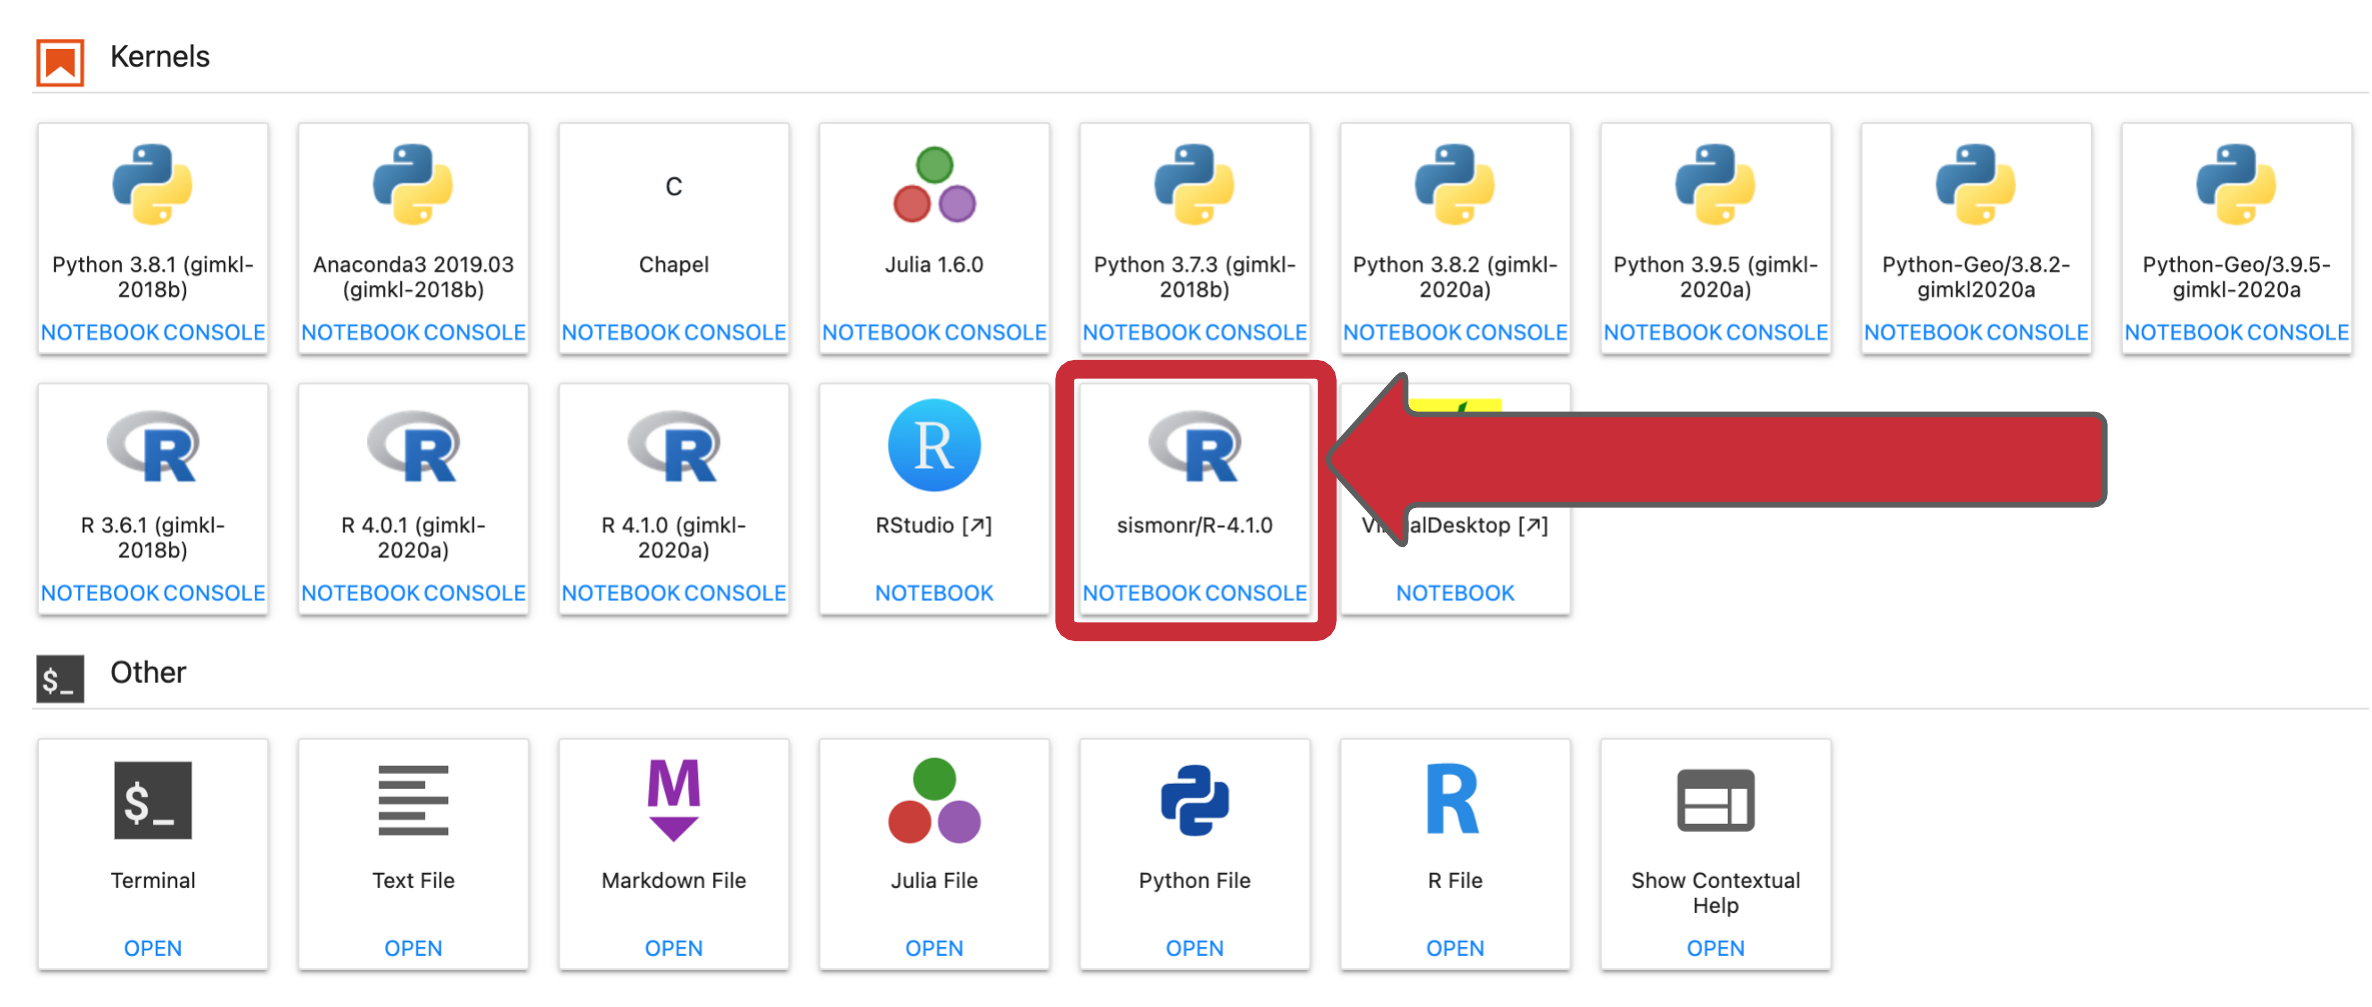 Kernels
C
Python 3.8.1 (gimkl-
2018b)
NOTEBOOK CONSOLE
Anaconda3 2019.03
(gimkl-2018b)
NOTEBOOK CONSOLE
Chapel
NOTEBOOK CONSOLE
Julia 1.6.0
NOTEBOOK CONSOLE
Python 3.7.3 (gimkl-
2018b)
NOTEBOOK CONSOLE
Python 3.8.2 (gimkl-
2020a)
NOTEBOOK CONSOLE
Python 3.9.5 (gimkl-
2020a)
NOTEBOOK CONSOLE
Python-Geo/3.8.2-
gimkl2020a
NOTEBOOK CONSOLE
Python-Geo/3.9.5-
gimkl-2020a
NOTEBOOK CONSOLE
R
R 3.6.1 (gimkl-
2018b)
NOTEBOOK CONSOLE
R
R 4.0.1 (gimkl-
2020a)
NOTEBOOK CONSOLE
R
R 4.1.0 (gimkl-
2020a)
NOTEBOOK CONSOLE
R
RStudio [↗]
NOTEBOOK
R
sismonr/R-4.1.0
NOTEBOOK CONSOLE
[↗]
NOTEBOOK
$_
Other
$_
Terminal
OPEN
Text File
OPEN
M
Markdown File
OPEN
Julia File
OPEN
Python File
OPEN
R
R File
OPEN
Show Contextual
Help
OPEN